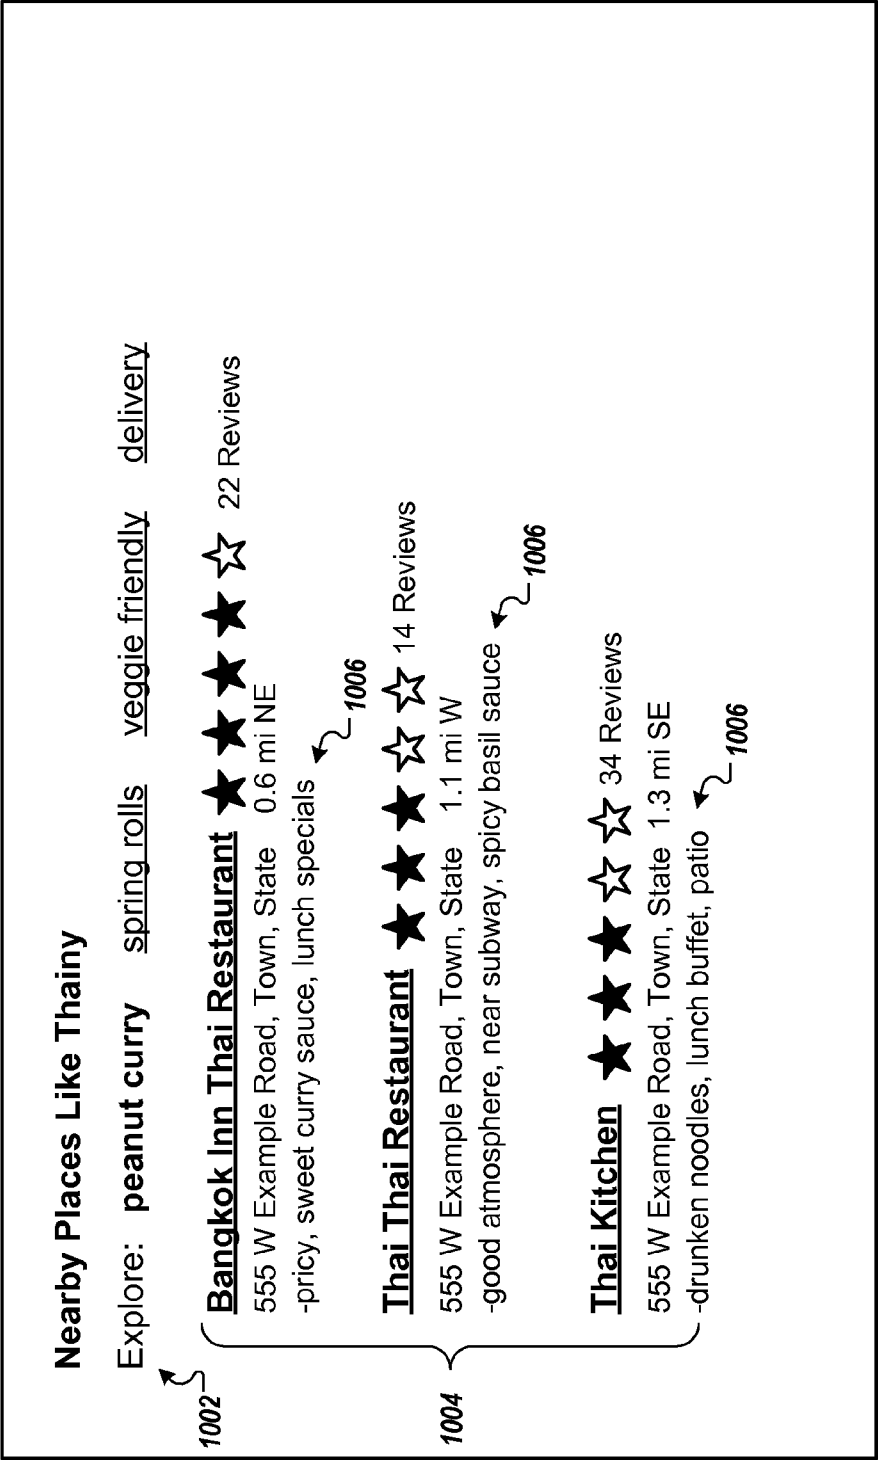 Nearby Places Like Thainy
Explore: peanut curry spring rolls veggie friendly delivery
1002
Bangkok Inn Thai Restaurant 22 Reviews
555 W Example Road, Town, State 0.6 mi NE
-pricy, sweet curry sauce, lunch specials
1006
Thai Thai Restaurant 14 Reviews
555 W Example Road, Town, State 1.1 mi W
-good atmosphere, near subway, spicy basil sauce
1006
1004
Thai Kitchen 34 Reviews
555 W Example Road, Town, State 1.3 mi SE
-drunken noodles, lunch buffet, patio
1006